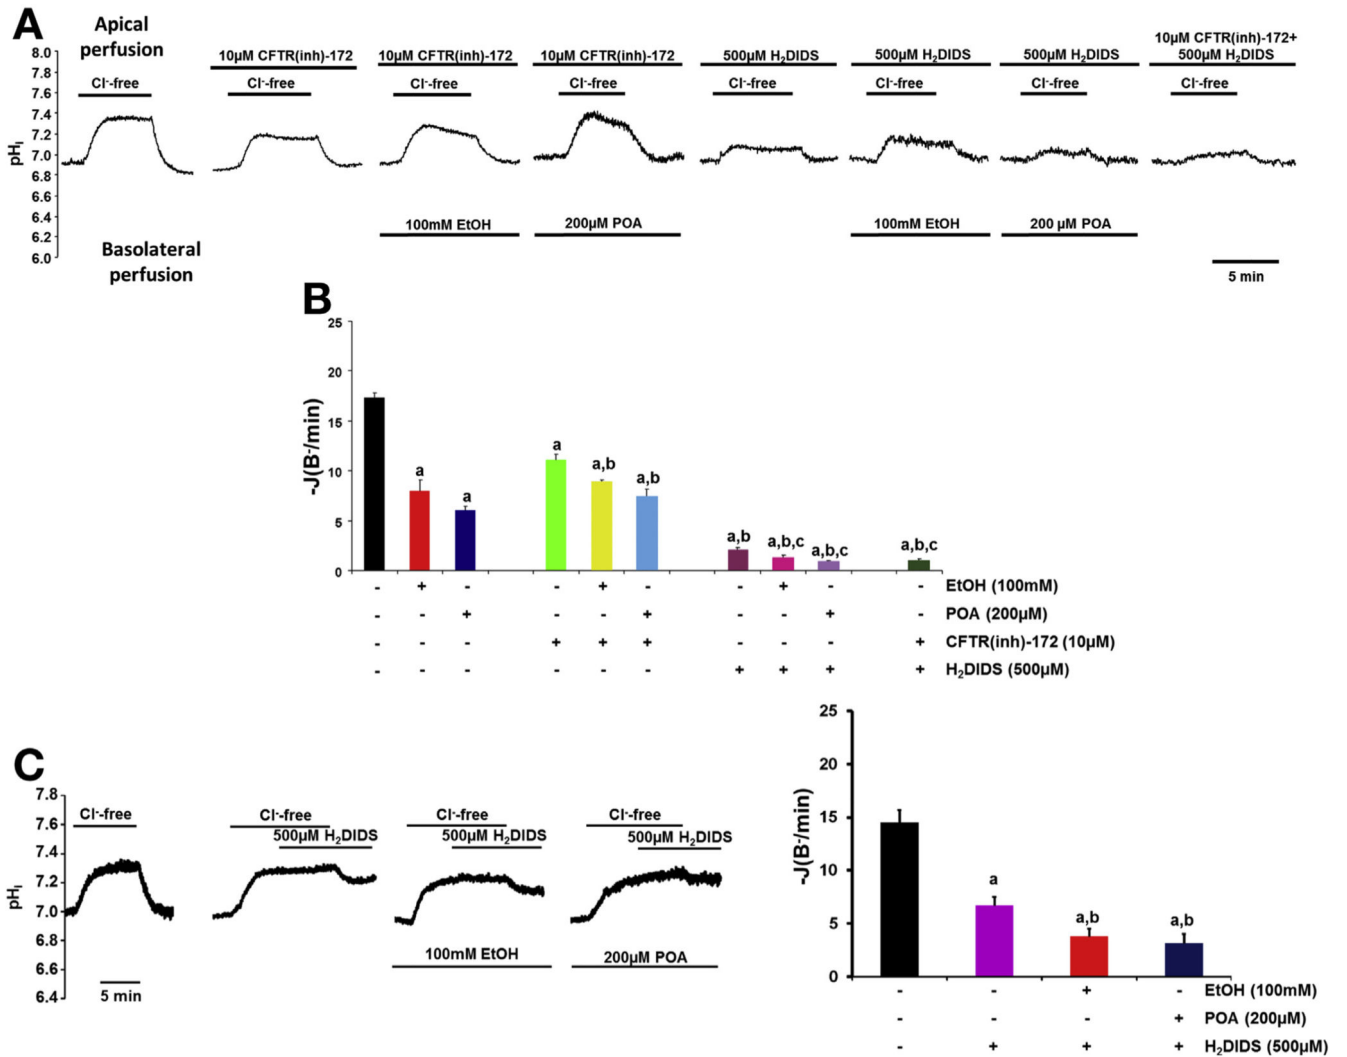 A
Apical
perfusion
10µM CFTR(inh)-172
10µM CFTR(inh)-172
10µM CFTR(inh)-172
500µM H₂DIDS
500µM H₂DIDS
500µM H₂DIDS
10µM CFTR(inh)-172+
500µM H₂DIDS
Cl⁻-free
Cl⁻-free
Cl⁻-free
Cl⁻-free
Cl⁻-free
Cl⁻-free
Cl⁻-free
Cl⁻-free
8.0
7.8
7.6
7.4
7.2
7.0
6.8
6.6
6.4
6.2
6.0
pHᵢ
100mM EtOH
200µM POA
100mM EtOH
200 µM POA
Basolateral
perfusion
5 min
B
25
20
15
10
5
0
-J(B⁻/min)
a
a
a
a,b
a,b
a,b
a,b,c
a,b,c
a,b,c
- + - - + - - + - - EtOH (100mM)
- - + - - + - - + - POA (200µM)
- - - + + + - - - + CFTR(inh)-172 (10µM)
- - - - - - + + + + H₂DIDS (500µM)
C
7.8
7.6
7.4
7.2
7.0
6.8
6.6
6.4
pHᵢ
Cl⁻-free
Cl⁻-free
Cl⁻-free
Cl⁻-free
500µM H₂DIDS
500µM H₂DIDS
500µM H₂DIDS
100mM EtOH
200µM POA
5 min
25
20
15
10
5
0
-J(B⁻/min)
a
a,b
a,b
- - + - EtOH (100mM)
- - - + POA (200µM)
- + + + H₂DIDS (500µM)